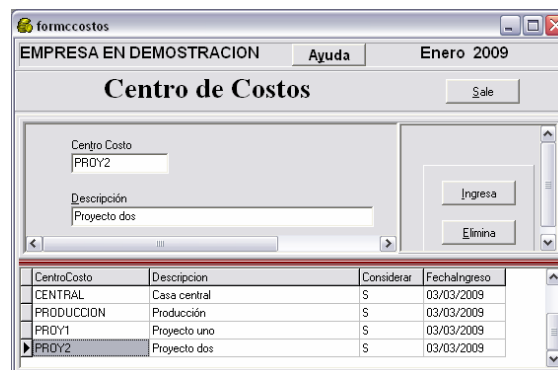 formccostos
EMPRESA EN DEMOSTRACION Ayuda Enero 2009
Centro de Costos Sale
Centro Costo
PROY2
Descripción
Proyecto dos
Ingresa
Elimina
CentroCosto Descripcion Considerar FechaIngreso
CENTRAL Casa central S 03/03/2009
PRODUCCION Producción S 03/03/2009
PROY1 Proyecto uno S 03/03/2009
PROY2 Proyecto dos S 03/03/2009